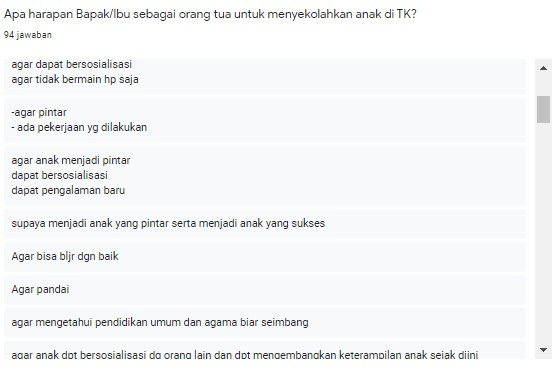 Apa harapan Bapak/Ibu sebagai orang tua untuk menyekolahkan anak di TK?
94 jawaban
agar dapat bersosialisasi
agar tidak bermain hp saja
-agar pintar
- ada pekerjaan yg dilakukan
agar anak menjadi pintar
dapat bersosialisasi
dapat pengalaman baru
supaya menjadi anak yang pintar serta menjadi anak yang sukses
Agar bisa bljr dgn baik
Agar pandai
agar mengetahui pendidikan umum dan agama biar seimbang
agar anak dpt bersosialisasi dg orang lain dan dpt mengembangkan keterampilan anak sejak diini